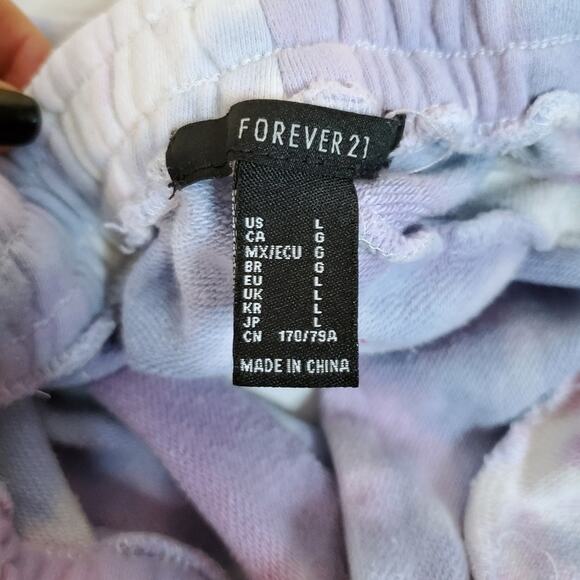 FOREVER 21
US L
CA G
MX/ECU G
BR G
EU L
UK L
KR L
JP L
CN 170/79A
MADE IN CHINA